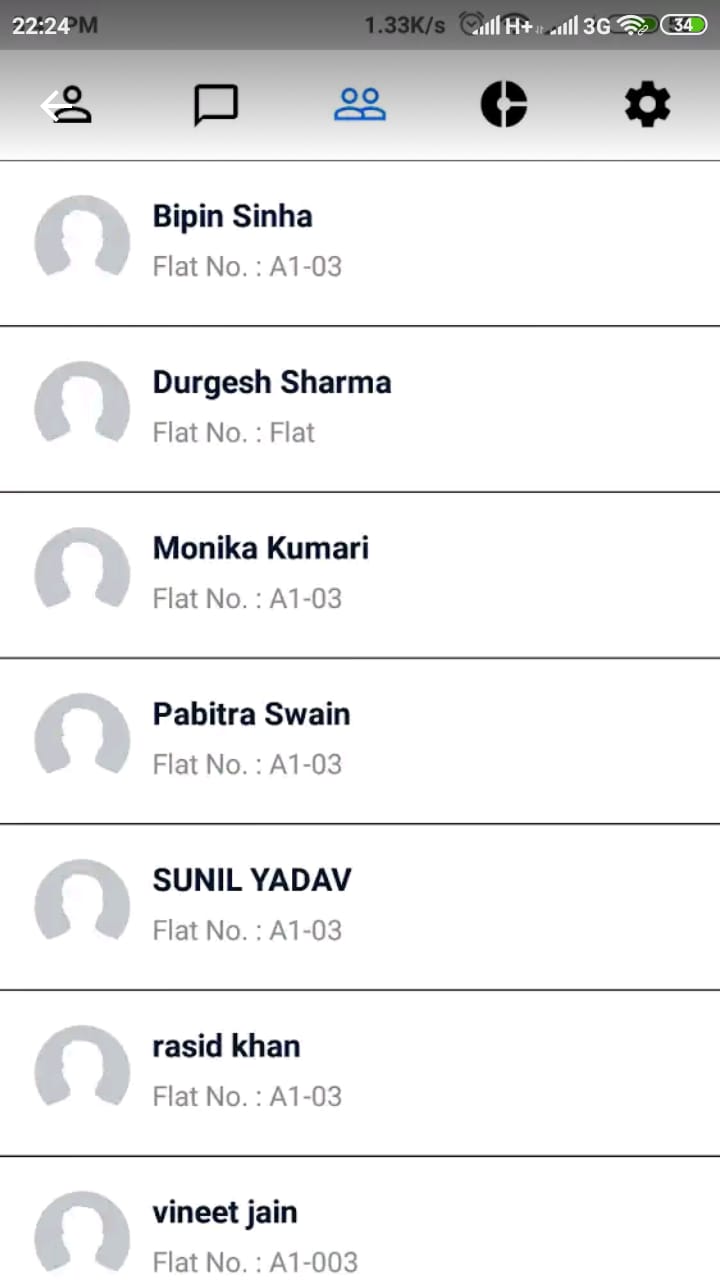 22:24 PM 1.33K/s H+ 3G 34
Bipin Sinha
Flat No. : A1-03
Durgesh Sharma
Flat No. : Flat
Monika Kumari
Flat No. : A1-03
Pabitra Swain
Flat No. : A1-03
SUNIL YADAV
Flat No. : A1-03
rasid khan
Flat No. : A1-03
vineet jain
Flat No. : A1-003